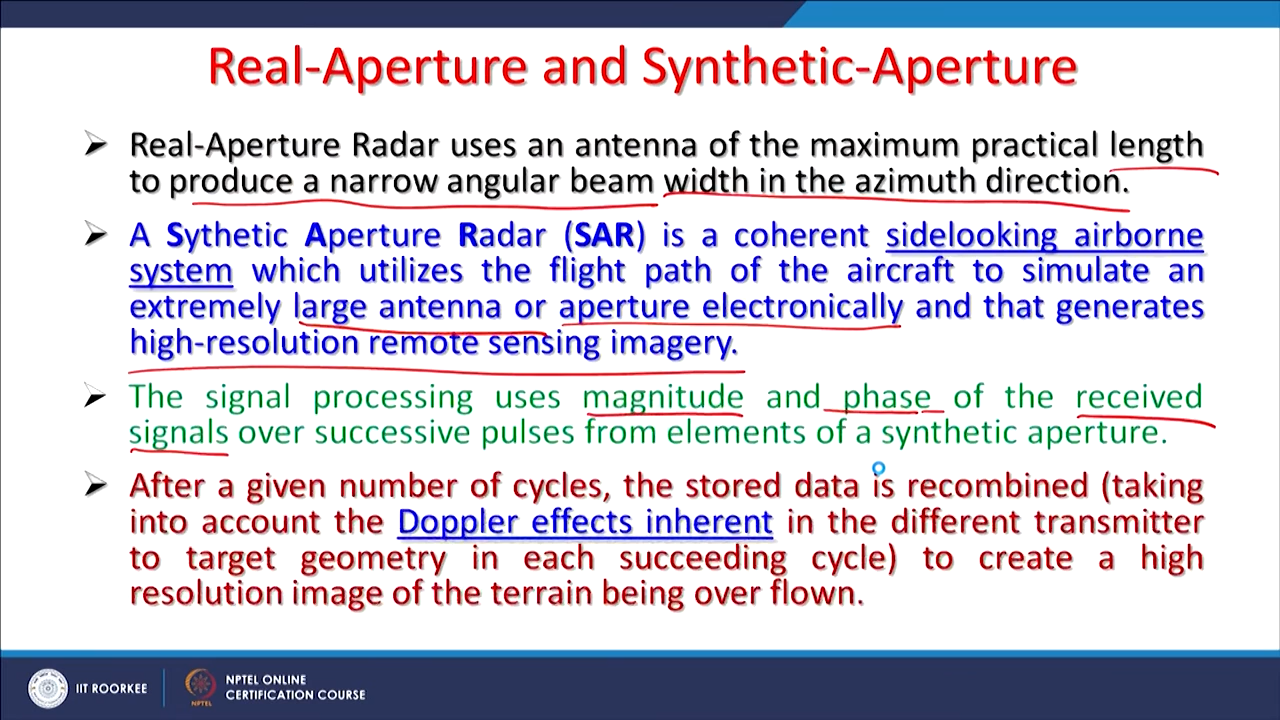 Real-Aperture and Synthetic-Aperture
Real-Aperture Radar uses an antenna of the maximum practical length
to produce a narrow angular beam width in the azimuth direction.
A Sythetic Aperture Radar (SAR) is a coherent sidelooking airborne
system which utilizes the flight path of the aircraft to simulate an
extremely large antenna or aperture electronically and that generates
high-resolution remote sensing imagery.
The signal processing uses magnitude and phase of the received
signals over successive pulses from elements of a synthetic aperture.
After a given number of cycles, the stored data is recombined (taking
into account the Doppler effects inherent in the different transmitter
to target geometry in each succeeding cycle) to create a high
resolution image of the terrain being over flown.
IIT ROORKEE
NPTEL
NPTEL ONLINE
CERTIFICATION COURSE